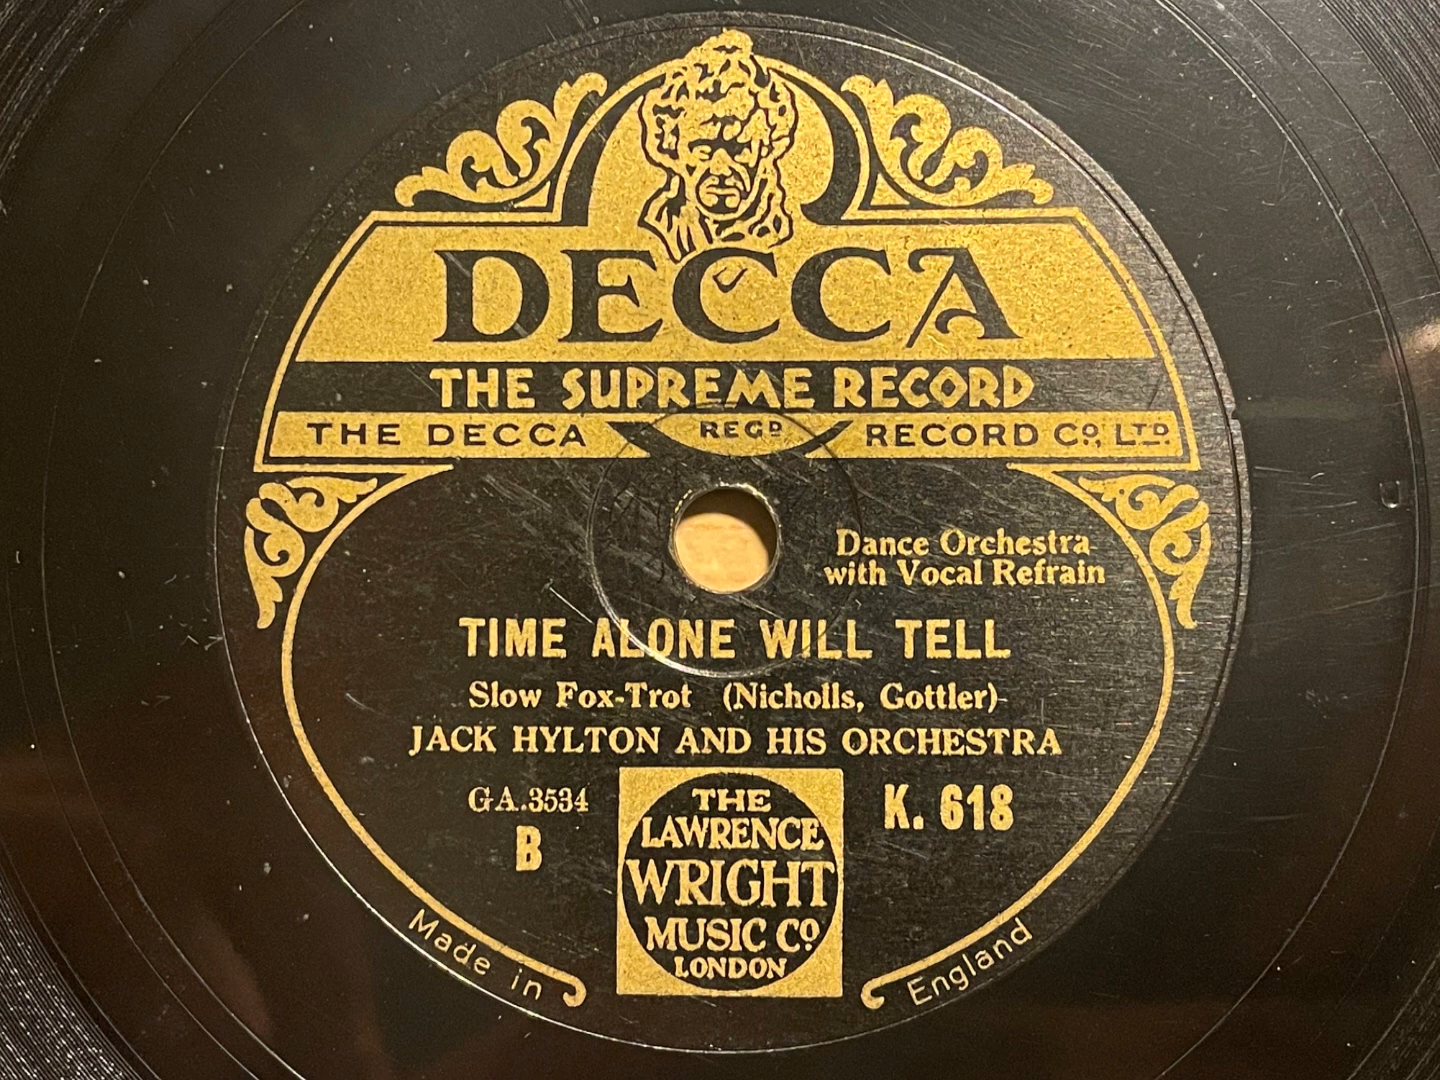 DECCA
THE SUPREME RECORD
THE DECCA REGD RECORD CO, LTD.
Dance Orchestra
with Vocal Refrain
TIME ALONE WILL TELL
Slow Fox-Trot (Nicholls, Gottler)
JACK HYLTON AND HIS ORCHESTRA
GA.3534
B
K. 618
THE
LAWRENCE
WRIGHT
MUSIC CO
LONDON
Made in England